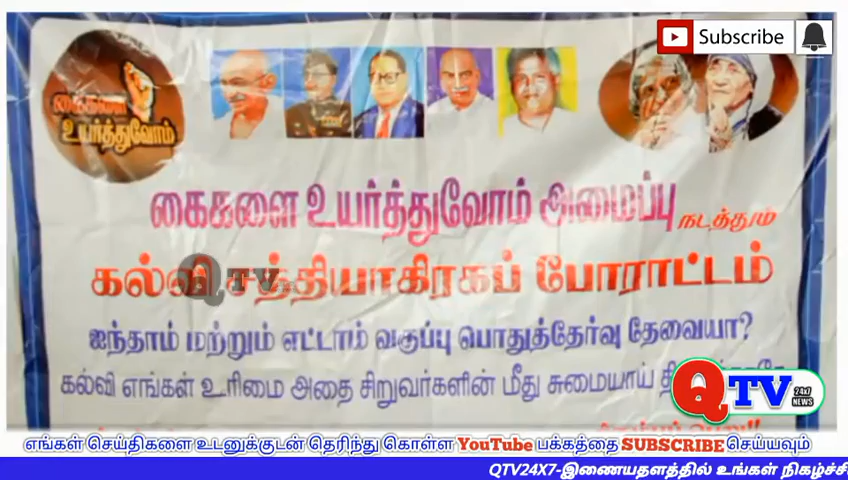 Subscribe
கைகளை
உயர்த்துவோம்
கைகளை உயர்த்துவோம் அமைப்பு நடத்தும்
கல்வி சத்தியாகிரகப் போராட்டம்
QTV
ஐந்தாம் மற்றும் எட்டாம் வகுப்பு பொதுத்தேர்வு தேவையா?
கல்வி எங்கள் உரிமை அதை சிறுவர்களின் மீது சுமையாய்
QTV 24x7 NEWS
எங்கள் செய்திகளை உடனுக்குடன் தெரிந்து கொள்ள YouTube பக்கத்தை SUBSCRIBE செய்யவும்
QTV24X7-இணையதளத்தில் உங்கள் நிகழ்ச்சி